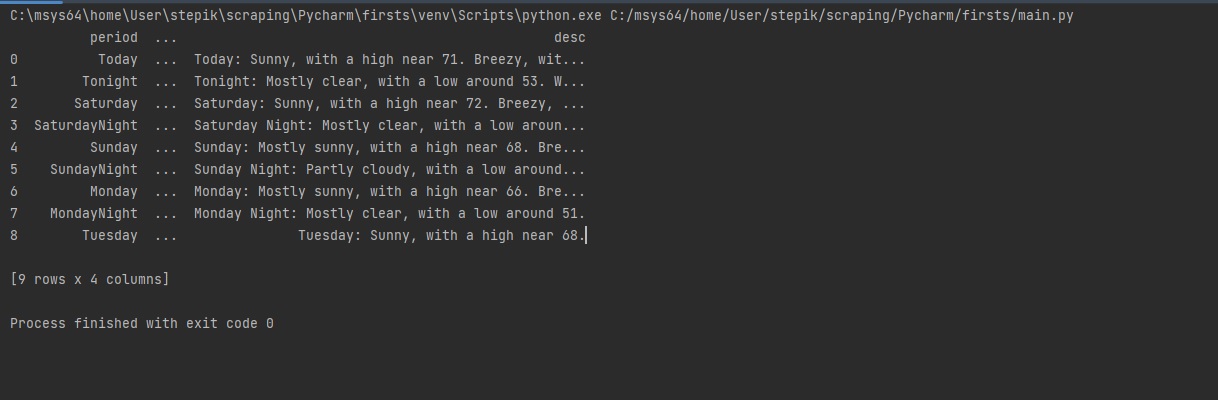 C:\msys64\home\User\stepik\scraping\Pycharm\firsts\venv\Scripts\python.exe C:/msys64/home/User/stepik/scraping/Pycharm/firsts/main.py
          period  ...                                               desc
0          Today  ...  Today: Sunny, with a high near 71. Breezy, wit...
1        Tonight  ...  Tonight: Mostly clear, with a low around 53. W...
2       Saturday  ...  Saturday: Sunny, with a high near 72. Breezy, ...
3  SaturdayNight  ...  Saturday Night: Mostly clear, with a low aroun...
4         Sunday  ...  Sunday: Mostly sunny, with a high near 68. Bre...
5    SundayNight  ...  Sunday Night: Partly cloudy, with a low around...
6         Monday  ...  Monday: Mostly sunny, with a high near 66. Bre...
7    MondayNight  ...  Monday Night: Mostly clear, with a low around 51.
8        Tuesday  ...               Tuesday: Sunny, with a high near 68.
[9 rows x 4 columns]
Process finished with exit code 0